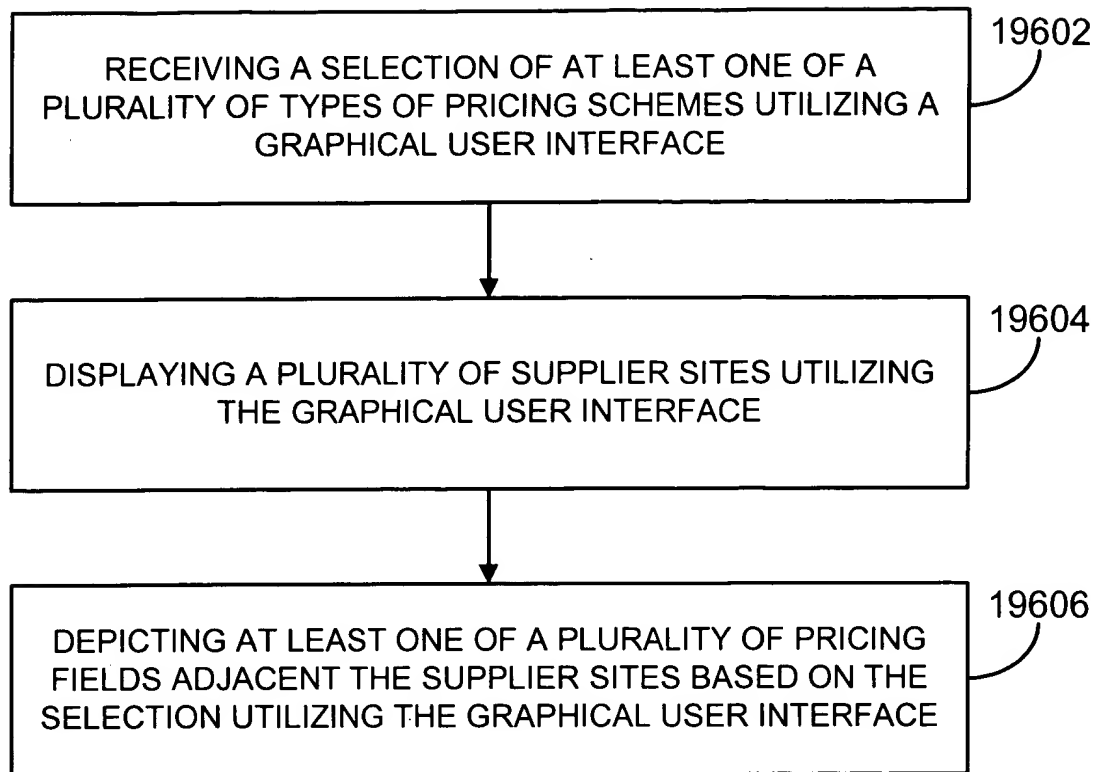 RECEIVING A SELECTION OF AT LEAST ONE OF A
PLURALITY OF TYPES OF PRICING SCHEMES UTILIZING A
GRAPHICAL USER INTERFACE
19602
DISPLAYING A PLURALITY OF SUPPLIER SITES UTILIZING
THE GRAPHICAL USER INTERFACE
19604
DEPICTING AT LEAST ONE OF A PLURALITY OF PRICING
FIELDS ADJACENT THE SUPPLIER SITES BASED ON THE
SELECTION UTILIZING THE GRAPHICAL USER INTERFACE
19606